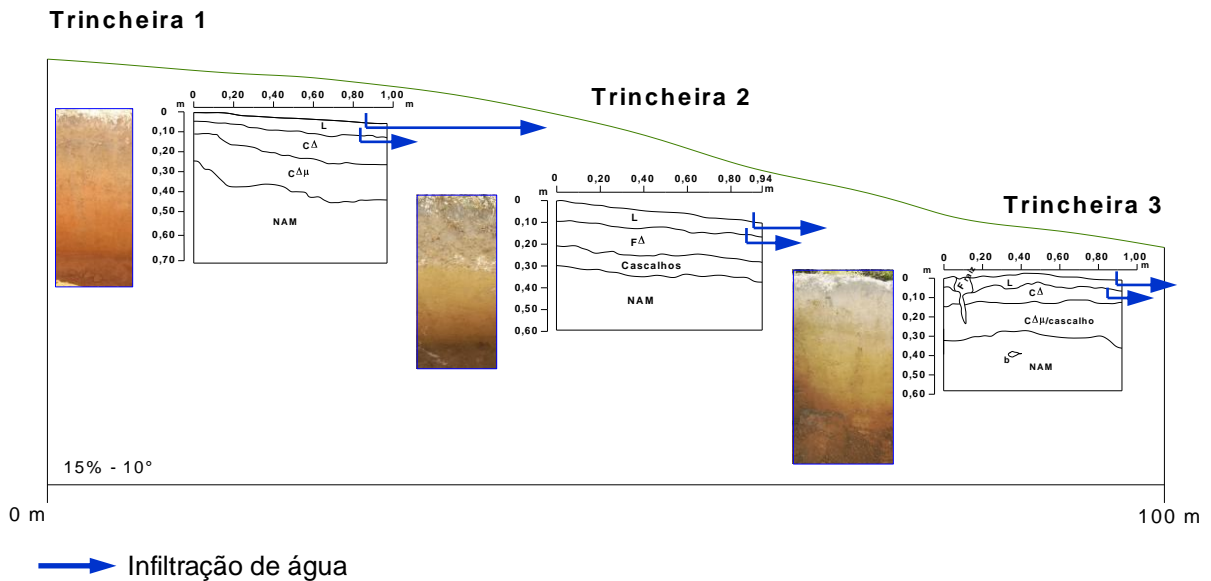 Trincheira 1
0 0,20 0,40 0,60 0,80 1,00 m
m
0
0,10
0,20
0,30
0,40
0,50
0,60
0,70
L
CΔ
CΔμ
NAM
Trincheira 2
0 0,20 0,40 0,60 0,80 0,94
m m
0
0,10
0,20
0,30
0,40
0,50
0,60
L
FΔ
Cascalhos
NAM
Trincheira 3
0 0,20 0,40 0,60 0,80 1,00 m
m
0
0,10
0,20
0,30
0,40
0,50
0,60
L
CΔ
CΔμ/cascalho
b
NAM
15% - 10°
0 m 100 m
Infiltração de água